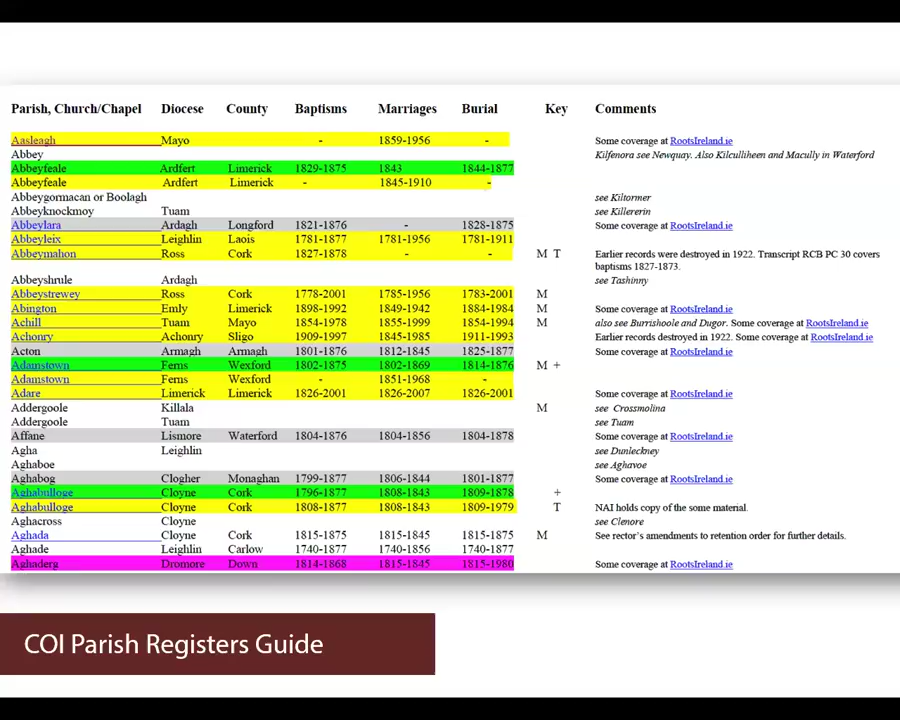 Parish, Church/Chapel Diocese County Baptisms Marriages Burial Key Comments
Aasleagh Mayo - 1859-1956 - Some coverage at RootsIreland.ie
Abbey Kilfenora see Newquay. Also Kilculliheen and Macully in Waterford
Abbeyfeale Ardfert Limerick 1829-1875 1843 1844-1877
Abbeyfeale Ardfert Limerick - 1845-1910 -
Abbeygormacan or Boolagh see Kiltormer
Abbeyknockmoy Tuam see Killererin
Abbeylara Ardagh Longford 1821-1876 - 1828-1875 Some coverage at RootsIreland.ie
Abbeyleix Leighlin Laois 1781-1877 1781-1956 1781-1911
Abbeymahon Ross Cork 1827-1878 - - M T Earlier records were destroyed in 1922. Transcript RCB PC 30 covers
baptisms 1827-1873.
Abbeyshrule Ardagh see Tashinny
Abbeystrewey Ross Cork 1778-2001 1785-1956 1783-2001 M
Abington Emly Limerick 1898-1992 1849-1942 1884-1984 M Some coverage at RootsIreland.ie
Achill Tuam Mayo 1854-1978 1855-1999 1854-1994 M also see Burrishoole and Dugor. Some coverage at RootsIreland.ie
Achonry Achonry Sligo 1909-1997 1845-1985 1911-1993 Earlier records destroyed in 1922. Some coverage at RootsIreland.ie
Acton Armagh Armagh 1801-1876 1812-1845 1825-1877 Some coverage at RootsIreland.ie
Adamstown Ferns Wexford 1802-1875 1802-1869 1814-1876 M +
Adamstown Ferns Wexford - 1851-1968 -
Adare Limerick Limerick 1826-2001 1826-2007 1826-2001 Some coverage at RootsIreland.ie
Addergoole Killala M see Crossmolina
Addergoole Tuam see Tuam
Affane Lismore Waterford 1804-1876 1804-1856 1804-1878 Some coverage at RootsIreland.ie
Agha Leighlin see Dunleckney
Aghaboe see Aghavoe
Aghabog Clogher Monaghan 1799-1877 1806-1844 1801-1877 Some coverage at RootsIreland.ie
Aghabulloge Cloyne Cork 1796-1877 1808-1843 1809-1878 +
Aghabulloge Cloyne Cork 1808-1877 1808-1843 1809-1979 T NAI holds copy of the some material.
Aghacross Cloyne see Clenore
Aghada Cloyne Cork 1815-1875 1815-1845 1815-1875 M See rector's amendments to retention order for further details.
Aghade Leighlin Carlow 1740-1877 1740-1856 1740-1877
Aghaderg Dromore Down 1814-1868 1815-1845 1815-1980 Some coverage at RootsIreland.ie
COI Parish Registers Guide